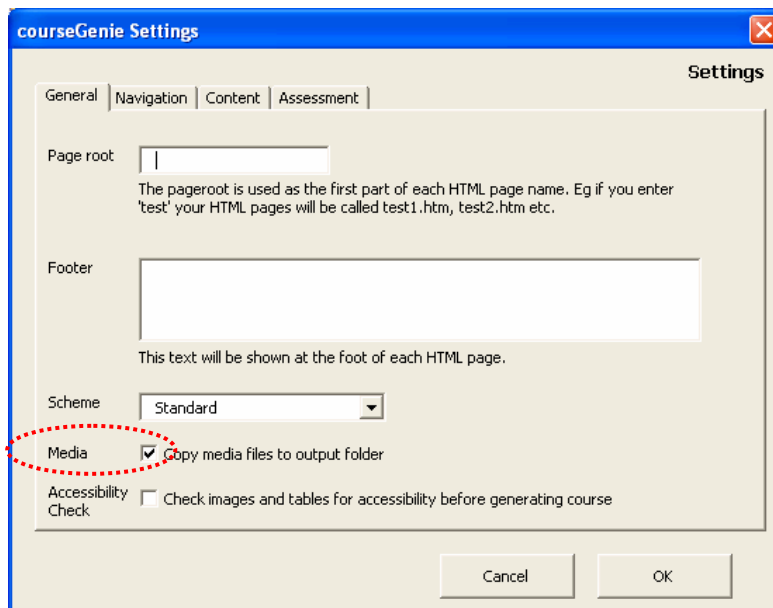 courseGenie Settings
Settings
General Navigation Content Assessment
Page root
The pageroot is used as the first part of each HTML page name. Eg if you enter
'test' your HTML pages will be called test1.htm, test2.htm etc.
Footer
This text will be shown at the foot of each HTML page.
Scheme Standard
Media Copy media files to output folder
Accessibility
Check Check images and tables for accessibility before generating course
Cancel OK